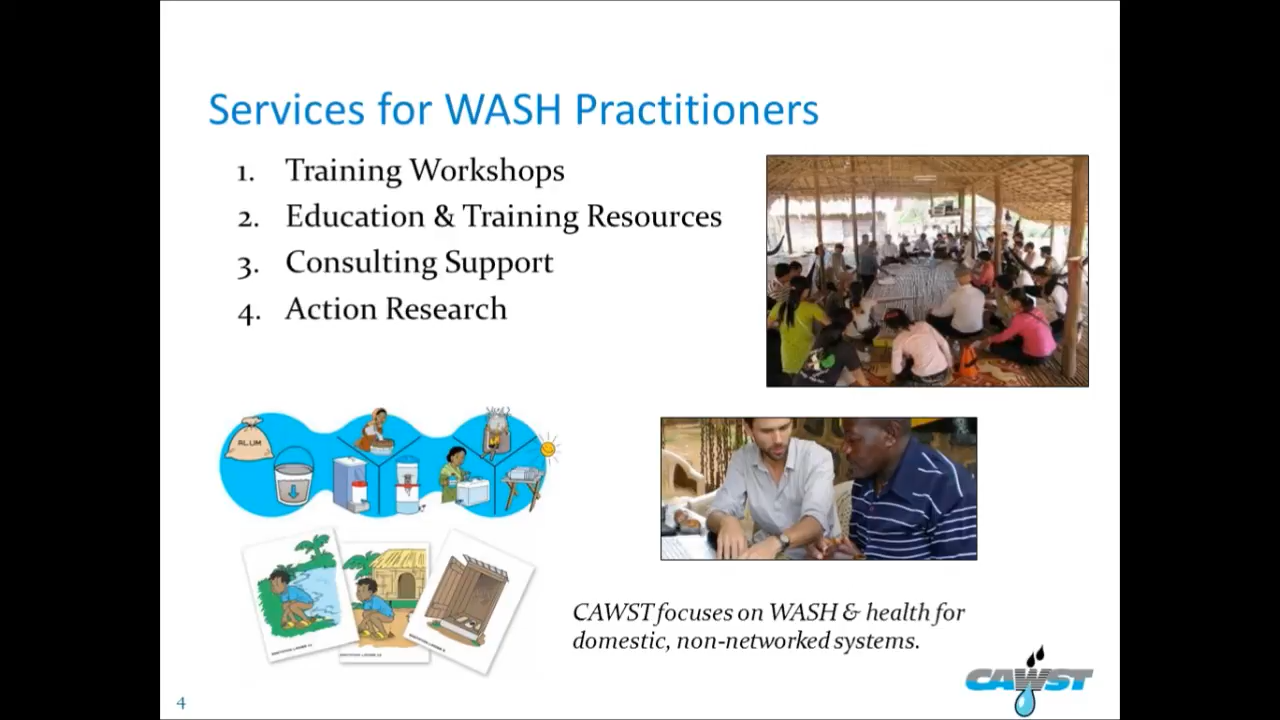 Services for WASH Practitioners
1. Training Workshops
2. Education & Training Resources
3. Consulting Support
4. Action Research
ALUM
CAWST focuses on WASH & health for
domestic, non-networked systems.
CAWST
4